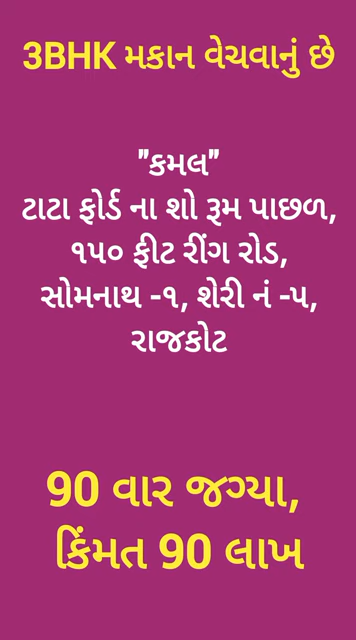 3BHK મકાન વેચવાનું છે
"કમલ"
ટાટા ફોર્ડ ના શો રૂમ પાછળ,
૧૫૦ ફીટ રીંગ રોડ,
સોમનાથ -૧, શેરી નં -૫,
રાજકોટ
90 વાર જગ્યા,
કિંમત 90 લાખ